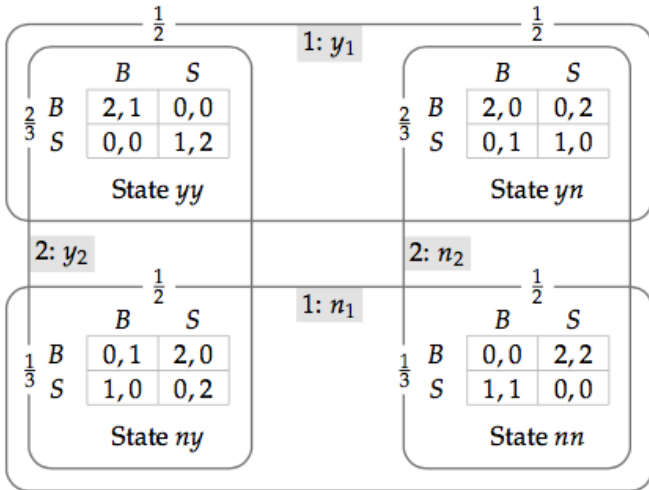 1/2 1: y₁ 1/2
B S B S
2/3 B 2, 1 0, 0 2/3 B 2, 0 0, 2
S 0, 0 1, 2 S 0, 1 1, 0
State yy State yn
2: y₂ 2: n₂
1/2 1: n₁ 1/2
B S B S
1/3 B 0, 1 2, 0 1/3 B 0, 0 2, 2
S 1, 0 0, 2 S 1, 1 0, 0
State ny State nn